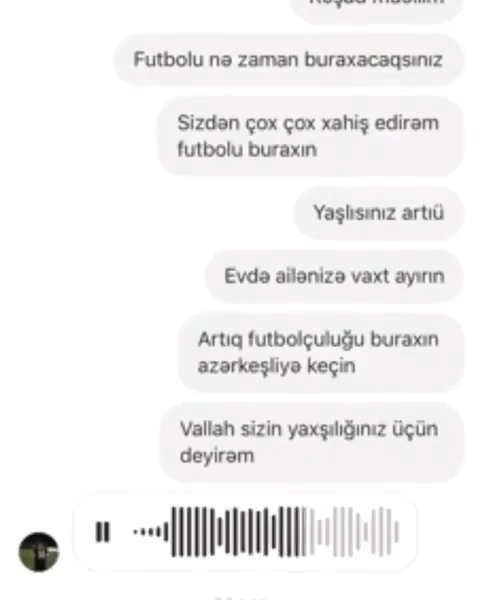 Futbolu nə zaman buraxacaqsınız
Sizdən çox çox xahiş edirəm
futbolu buraxın
Yaşlısınız artıü
Evdə ailənizə vaxt ayırın
Artıq futbolçuluğu buraxın
azərkeşliyə keçin
Vallah sizin yaxşılığınız üçün
deyirəm